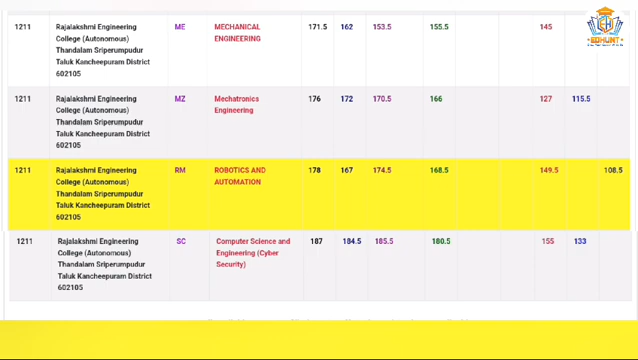 1211 Rajalakshmi Engineering ME MECHANICAL 171.5 162 153.5 155.5 145
College (Autonomous) ENGINEERING
Thandalam Sriperumpudur
Taluk Kancheepuram District
602105
1211 Rajalakshmi Engineering MZ Mechatronics 176 172 170.5 166 127 115.5
College (Autonomous) Engineering
Thandalam Sriperumpudur
Taluk Kancheepuram District
602105
1211 Rajalakshmi Engineering RM ROBOTICS AND 178 167 174.5 168.5 149.5 108.5
College (Autonomous) AUTOMATION
Thandalam Sriperumpudur
Taluk Kancheepuram District
602105
1211 Rajalakshmi Engineering SC Computer Science and 187 184.5 185.5 180.5 155 133
College (Autonomous) Engineering (Cyber
Thandalam Sriperumpudur Security)
Taluk Kancheepuram District
602105
EDHUNT